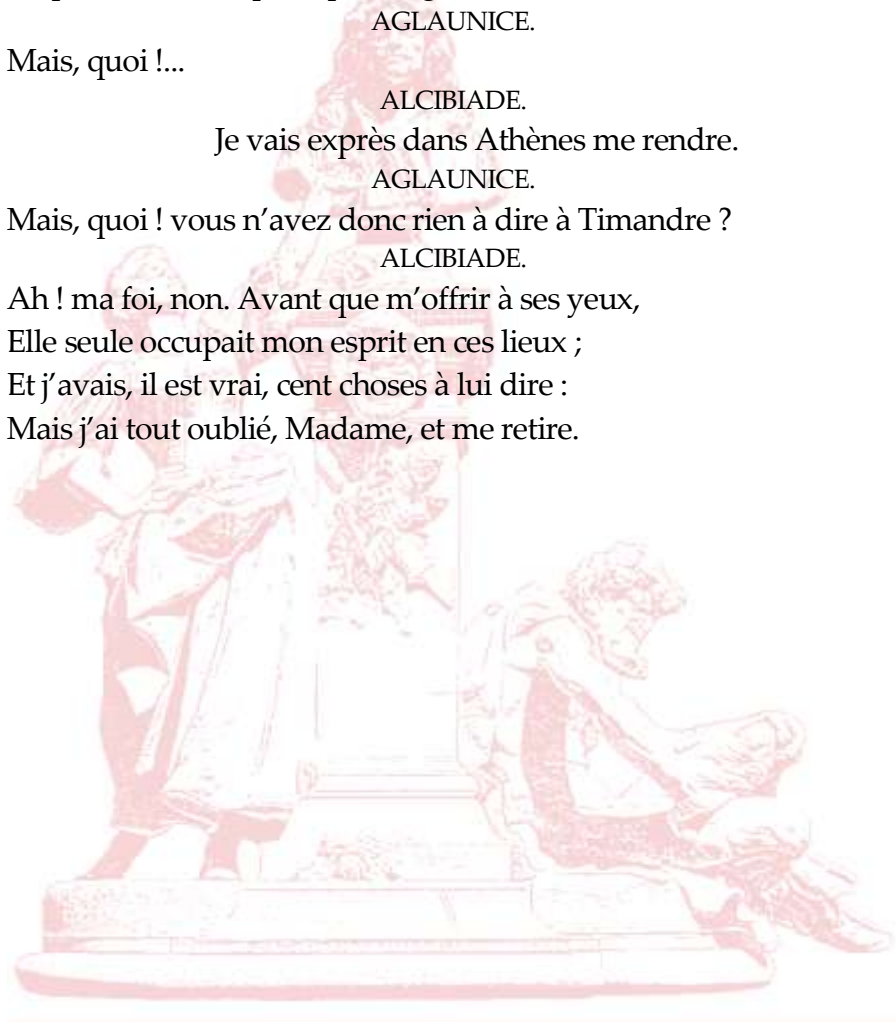 AGLAUNICE.
Mais, quoi !...
ALCIBIADE.
Je vais exprès dans Athènes me rendre.
AGLAUNICE.
Mais, quoi ! vous n’avez donc rien à dire à Timandre ?
ALCIBIADE.
Ah ! ma foi, non. Avant que m’offrir à ses yeux,
Elle seule occupait mon esprit en ces lieux ;
Et j’avais, il est vrai, cent choses à lui dire :
Mais j’ai tout oublié, Madame, et me retire.